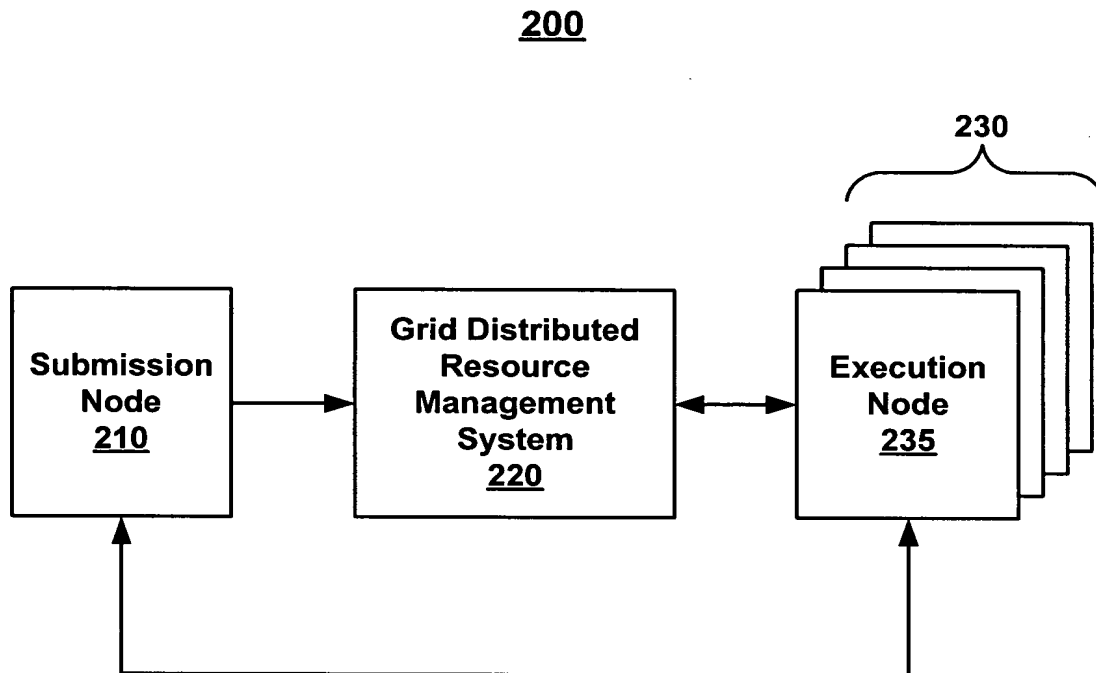 200
230
Submission
Node
210
Grid Distributed
Resource
Management
System
220
Execution
Node
235